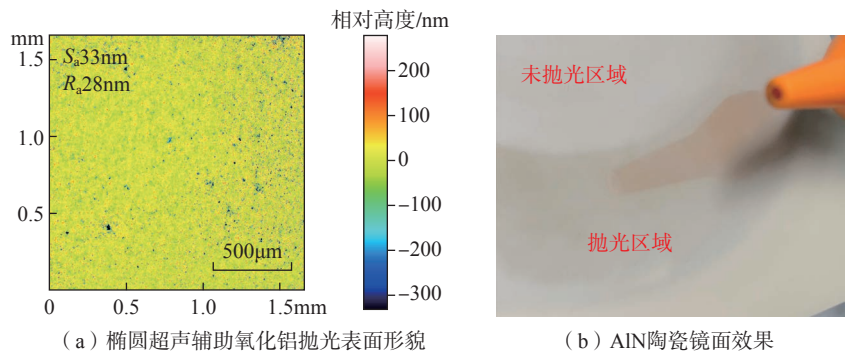 相对高度/nm
mm
1.5
Sa33nm
Ra28nm
1.0
0.5
500μm
0
0.5
1.0
1.5mm
200
100
0
−100
−200
−300
(a)椭圆超声辅助氧化铝抛光表面形貌
未抛光区域
抛光区域
(b)AlN陶瓷镜面效果